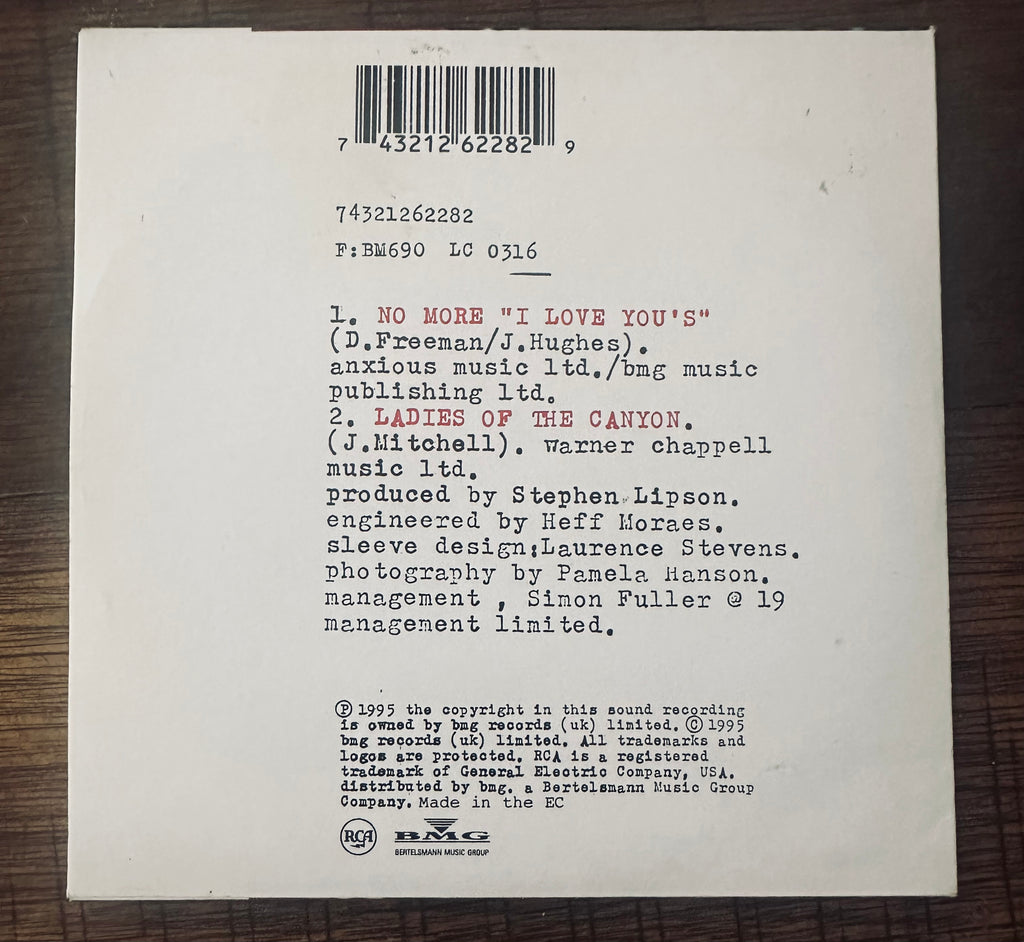 7 43212 62282 9
74321262282
F:BM690 LC 0316
1. NO MORE "I LOVE YOU'S"
(D.Freeman/J.Hughes).
anxious music ltd./bmg music
publishing ltd.
2. LADIES OF THE CANYON.
(J.Mitchell). warner chappell
music ltd.
produced by Stephen Lipson.
engineered by Heff Moraes.
sleeve design:Laurence Stevens.
photography by Pamela Hanson.
management , Simon Fuller @ 19
management limited.
℗ 1995 the copyright in this sound recording
is owned by bmg records (uk) limited. © 1995
bmg records (uk) limited. All trademarks and
Logos are protected. RCA is a registered
trademark of General Electric Company, USA.
distributed by bmg. a Bertelsmann Music Group
Company. Made in the EC
RCA BMG
BERTELSMANN MUSIC GROUP